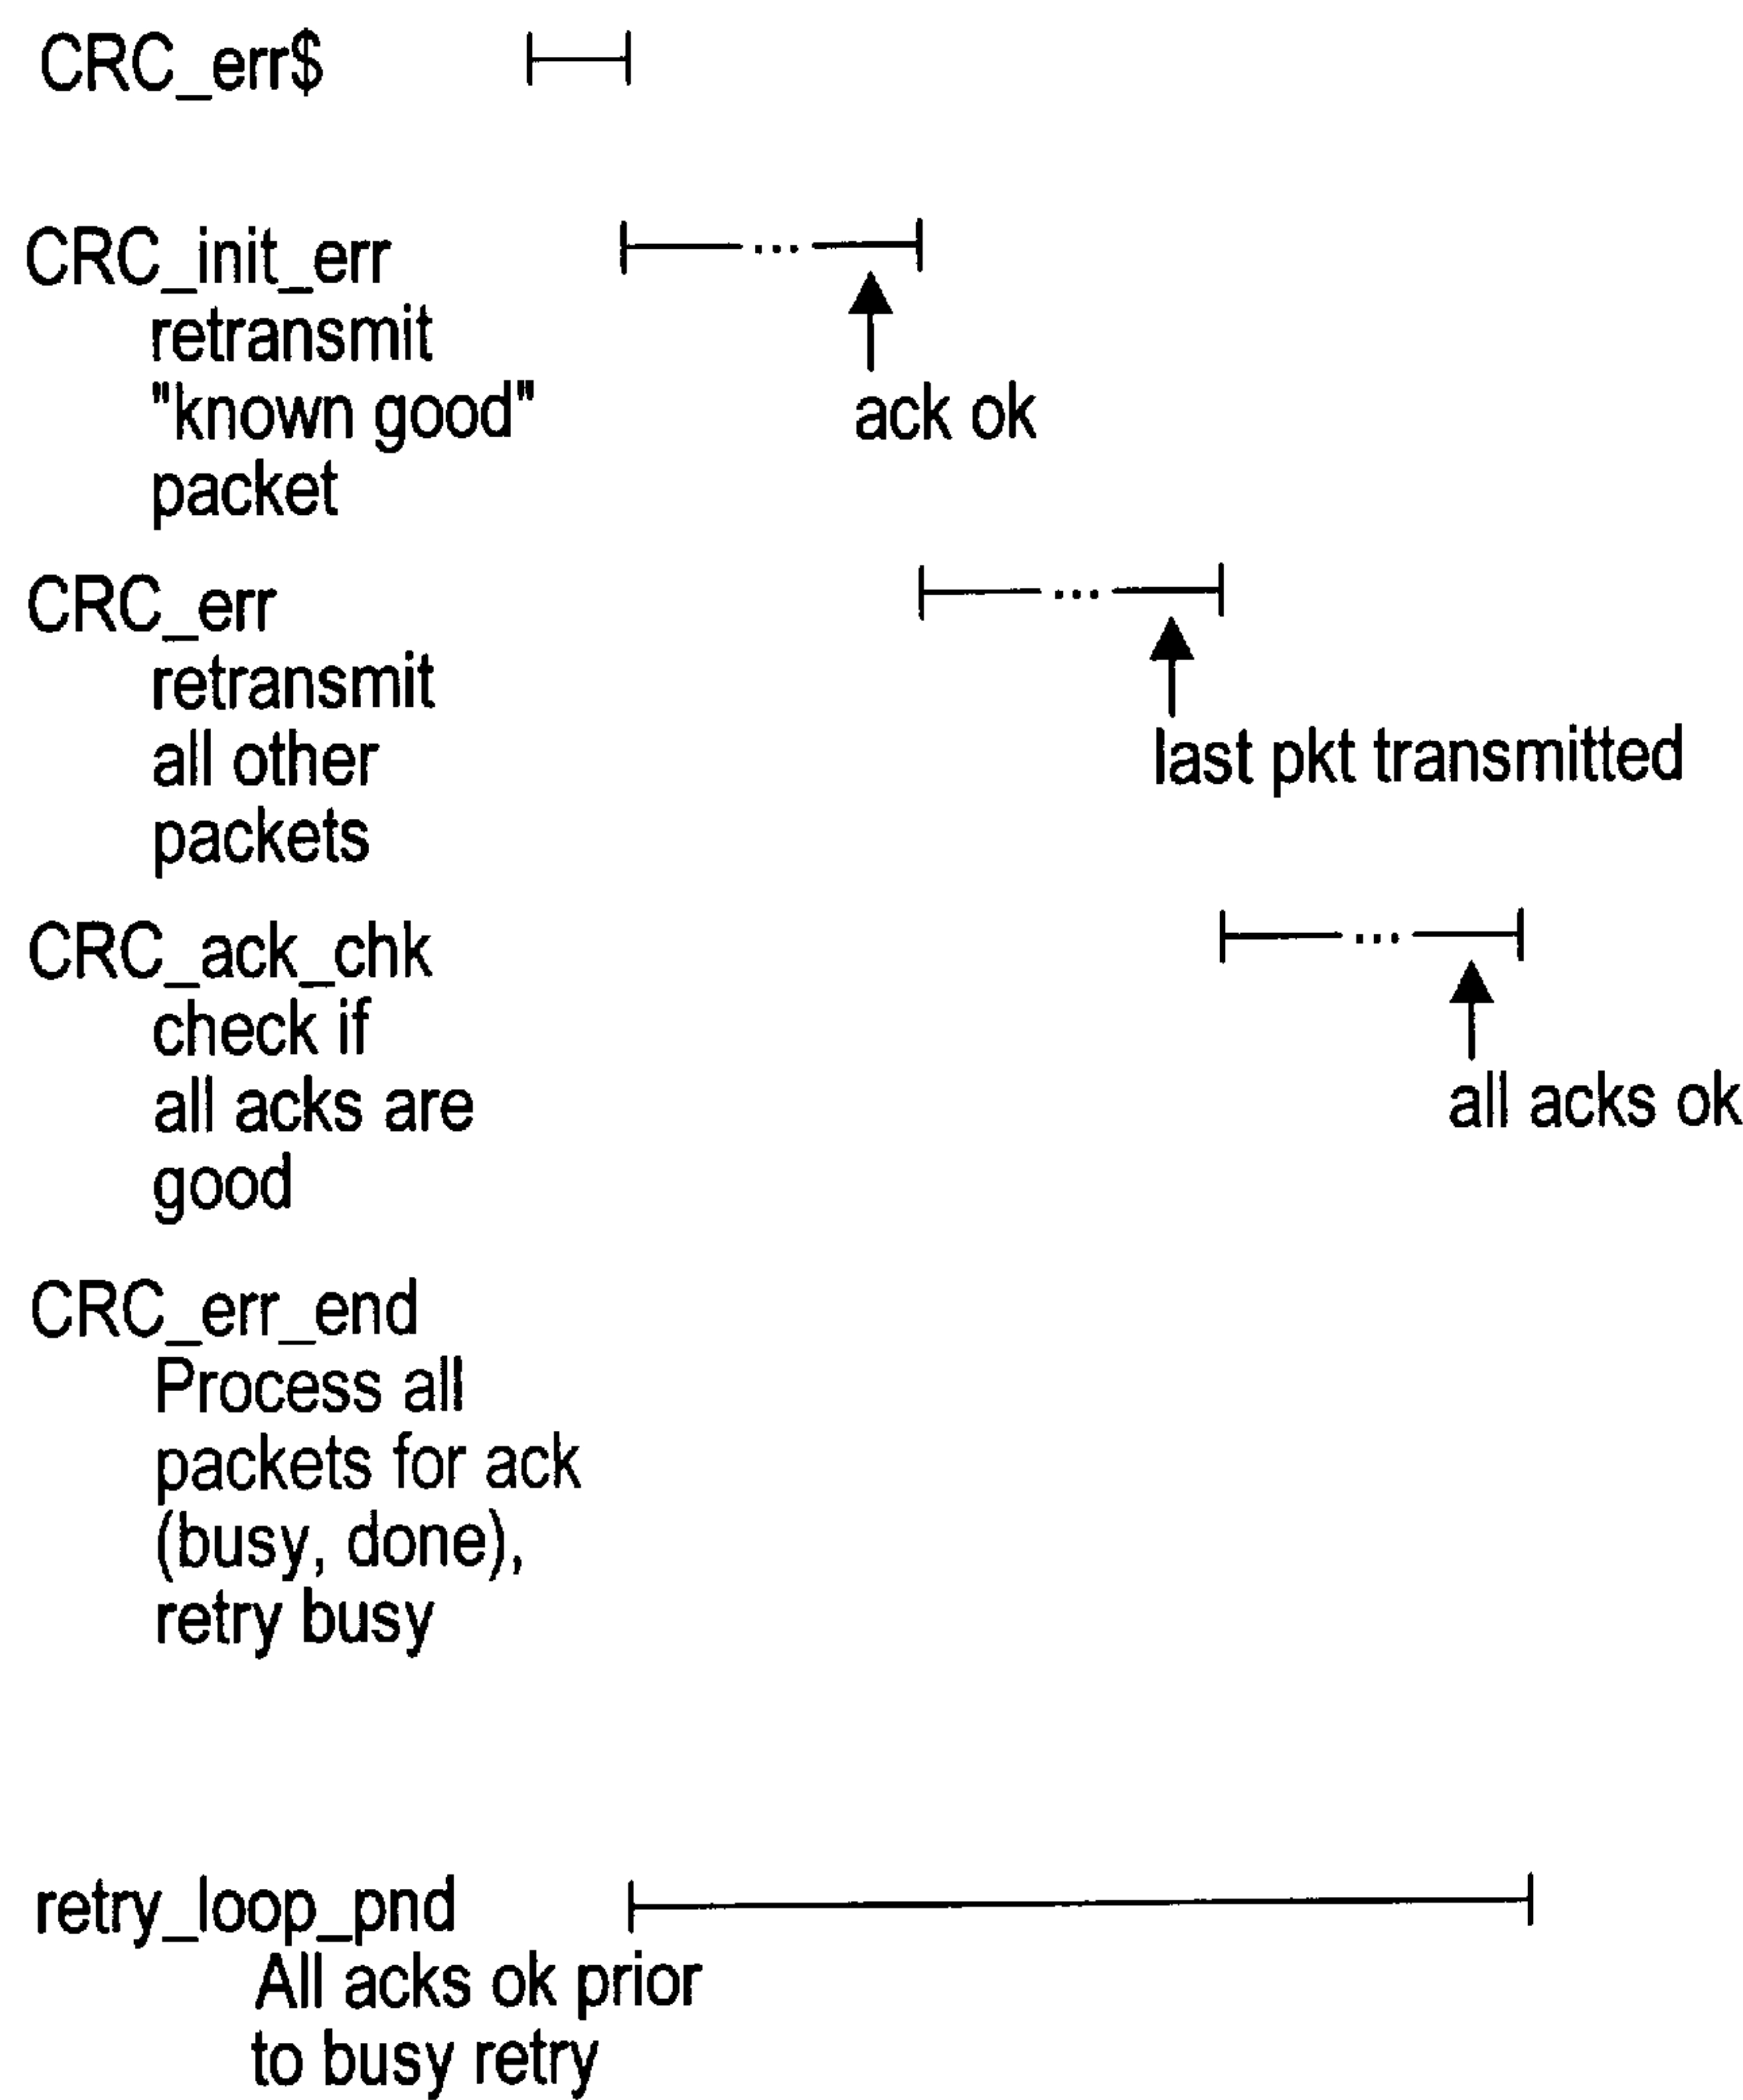 CRC_err$
CRC_init_err
retransmit
"known good"
packet
ack ok
CRC_err
retransmit
all other
packets
last pkt transmitted
CRC_ack_chk
check if
all acks are
good
all acks ok
CRC_err_end
Process all
packets for ack
(busy, done),
retry busy
retry_loop_pnd
All acks ok prior
to busy retry